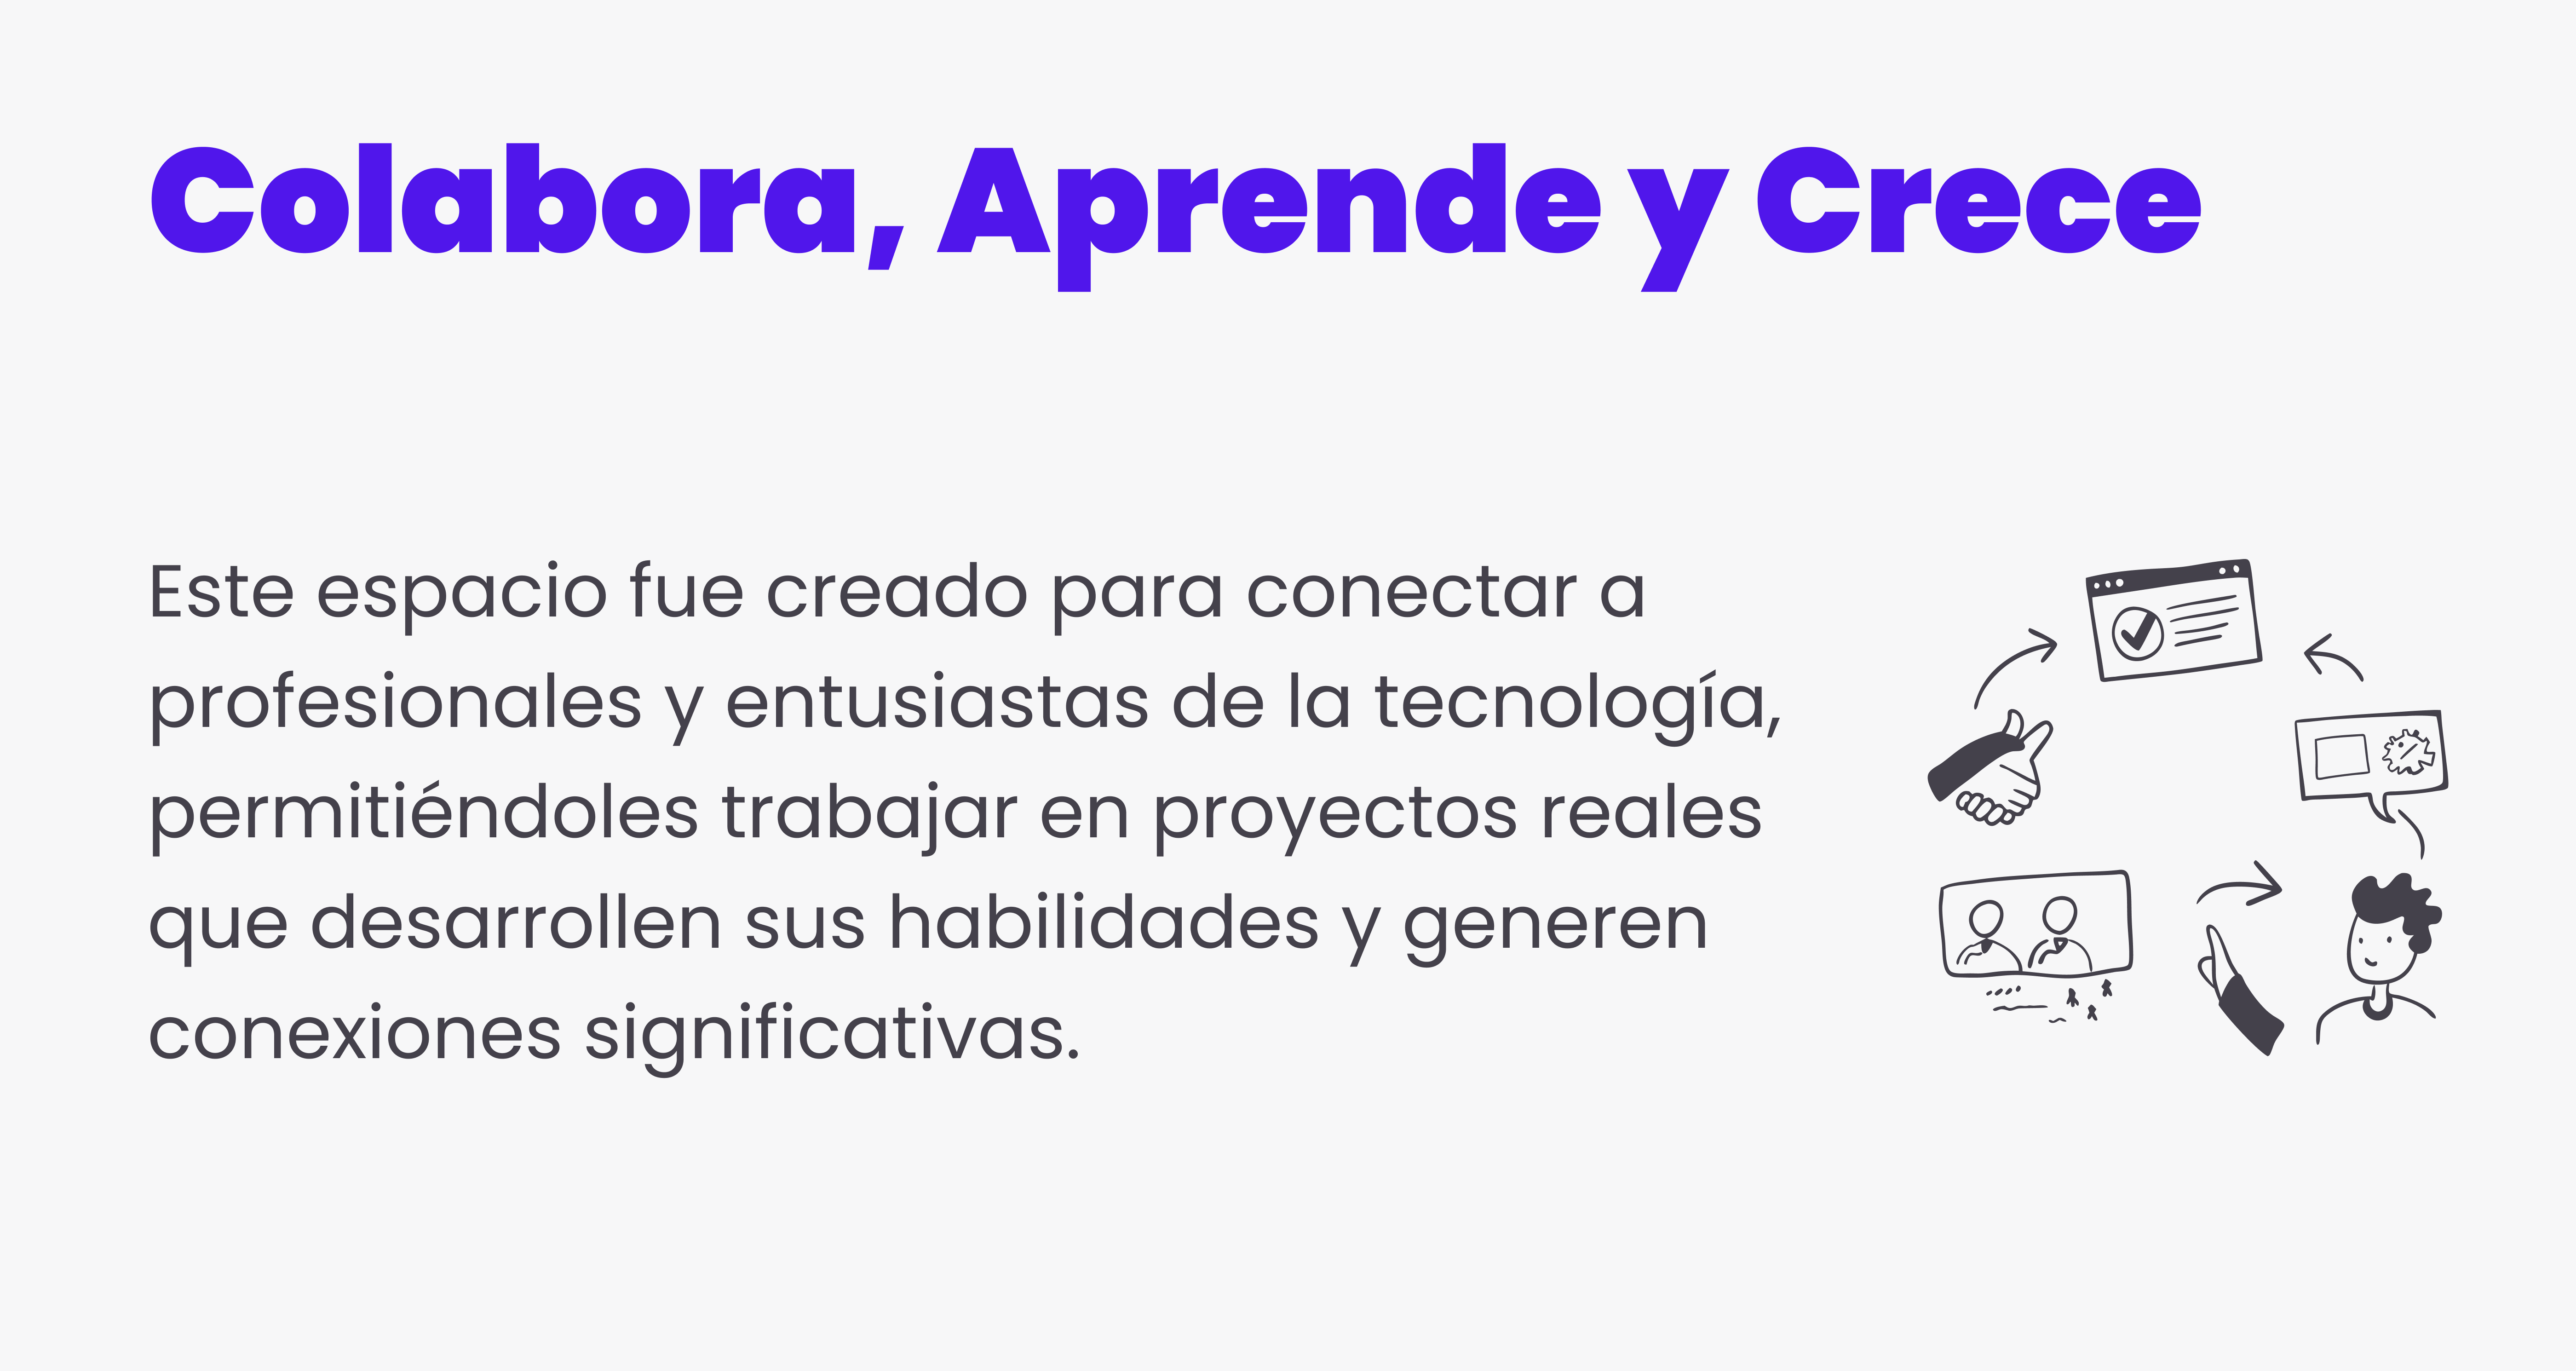 Colabora, Aprende y Crece
Este espacio fue creado para conectar a
profesionales y entusiastas de la tecnología,
permitiéndoles trabajar en proyectos reales
que desarrollen sus habilidades y generen
conexiones significativas.